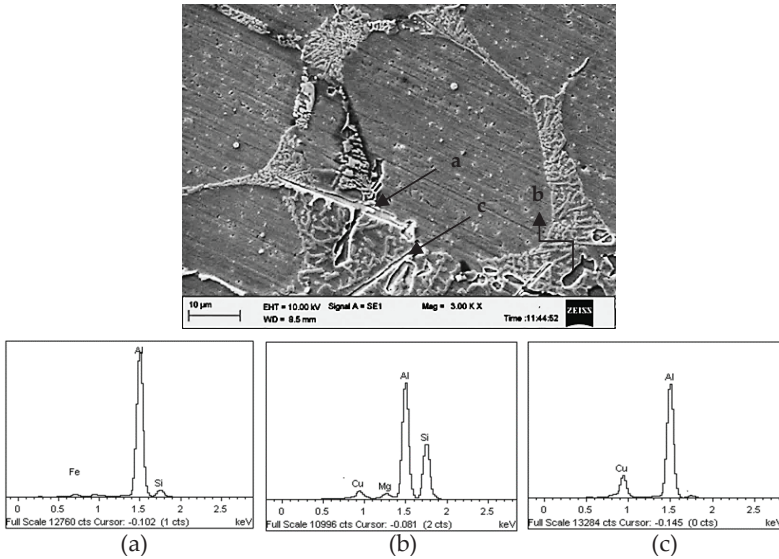 a
c
b
10 µm
EHT = 10.00 kV Signal A = SE1 Mag = 3.00 K X
WD = 8.5 mm Time :11:44:52 ZEISS
Al
Fe
Si
0 0.5 1 1.5 2 2.5
Full Scale 12760 cts Cursor: -0.102 (1 cts) keV
Al
Si
Cu
Mg
0 0.5 1 1.5 2 2.5
Full Scale 10996 cts Cursor: -0.081 (2 cts) keV
Al
Cu
0 0.5 1 1.5 2 2.5
Full Scale 13284 cts Cursor: -0.145 (0 cts) keV
(a) (b) (c)